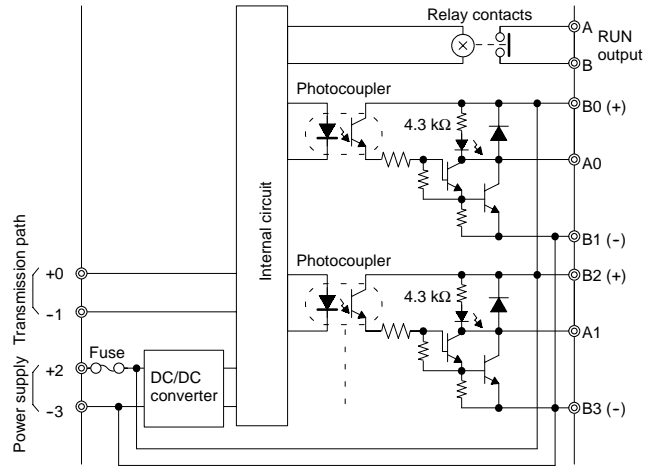 Relay contacts
A
RUN
output
B
Photocoupler
B0 (+)
4.3 kΩ
A0
Internal circuit
B1 (-)
Transmission path
+0
-1
Photocoupler
B2 (+)
4.3 kΩ
A1
Power supply
+2
Fuse
DC/DC
converter
-3
B3 (-)